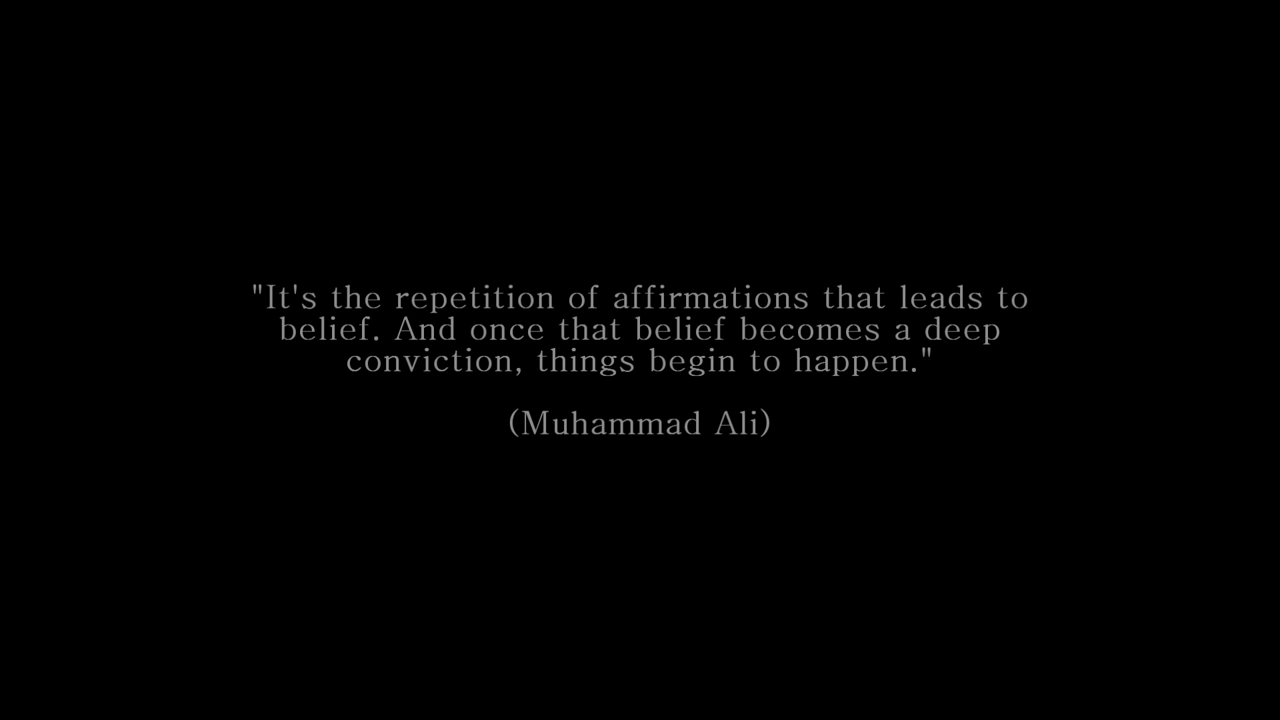 "It's the repetition of affirmations that leads to
belief. And once that belief becomes a deep
conviction, things begin to happen."
(Muhammad Ali)